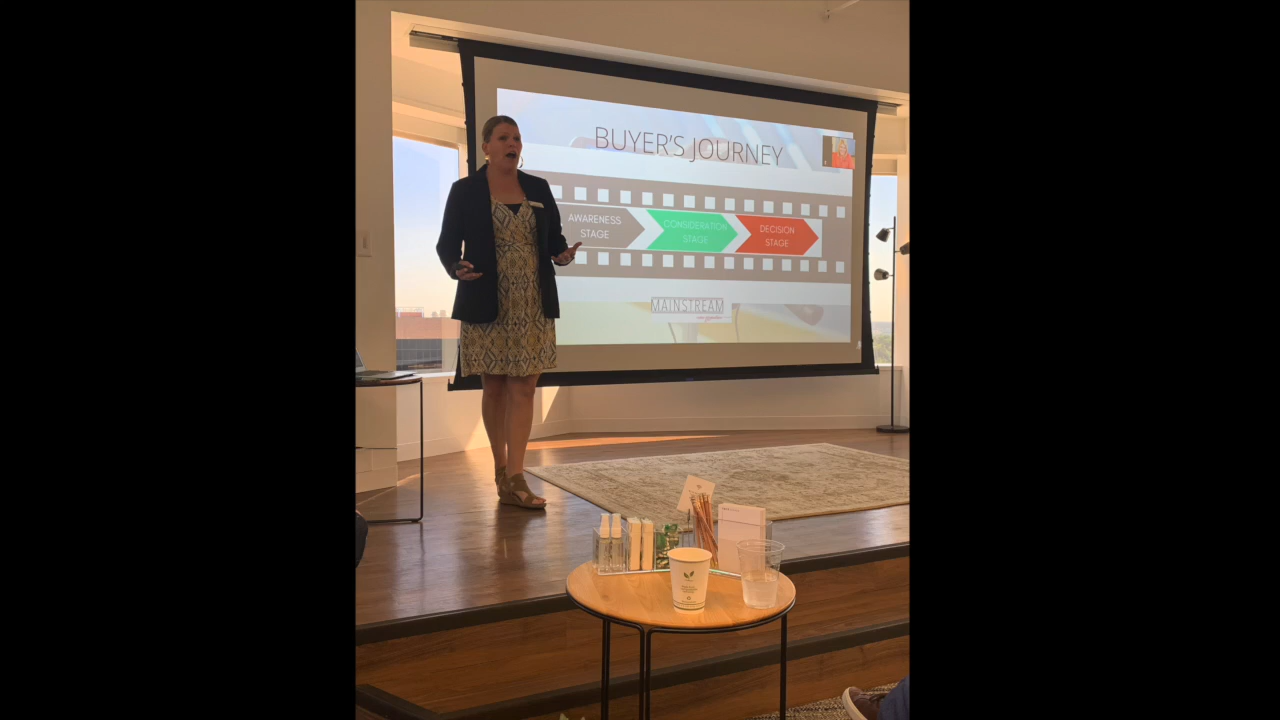 BUYER'S JOURNEY
AWARENESS
STAGE
CONSIDERATION
STAGE
DECISION
STAGE
MAINSTREAM